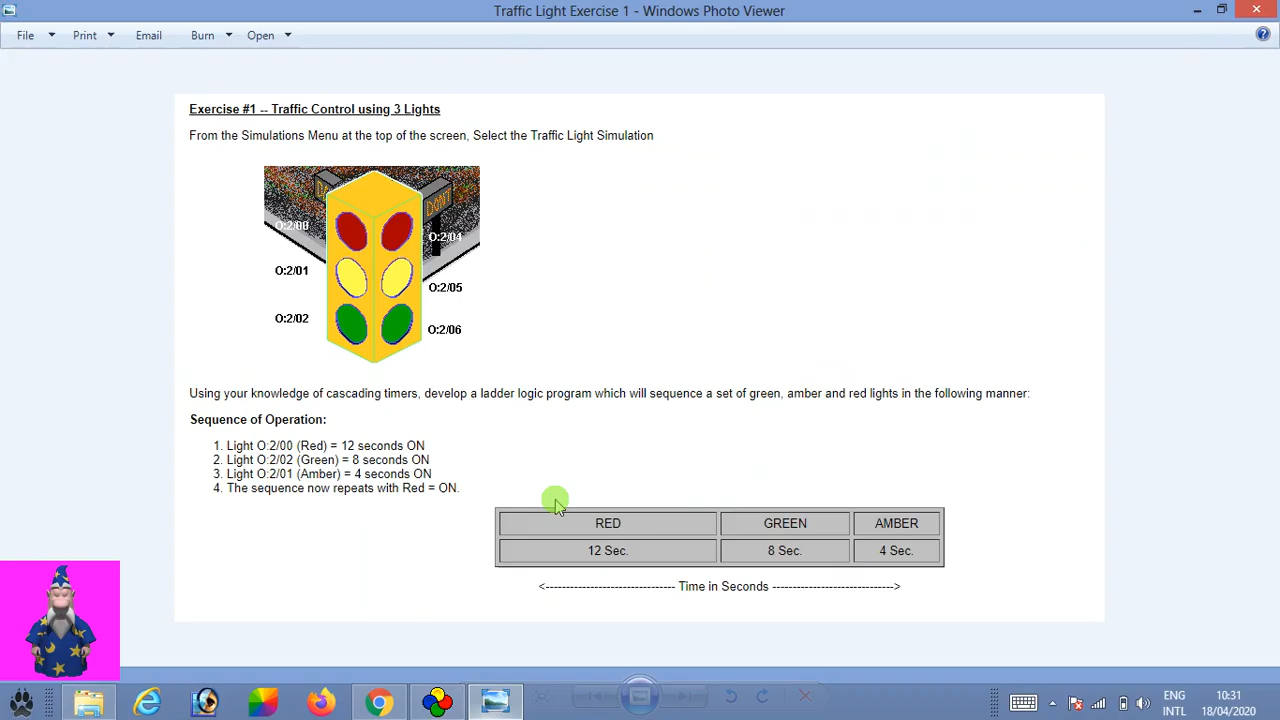 Traffic Light Exercise 1 - Windows Photo Viewer
File Print Email Burn Open
Exercise #1 -- Traffic Control using 3 Lights
From the Simulations Menu at the top of the screen, Select the Traffic Light Simulation
DONT
O:2/00
O:2/04
O:2/01
O:2/05
O:2/02
O:2/06
Using your knowledge of cascading timers, develop a ladder logic program which will sequence a set of green, amber and red lights in the following manner:
Sequence of Operation:
1. Light O:2/00 (Red) = 12 seconds ON
2. Light O:2/02 (Green) = 8 seconds ON
3. Light O:2/01 (Amber) = 4 seconds ON
4. The sequence now repeats with Red = ON.
RED GREEN AMBER
12 Sec. 8 Sec. 4 Sec.
<------------------------------ Time in Seconds ---------------------------->
ENG 10:31
INTL 18/04/2020